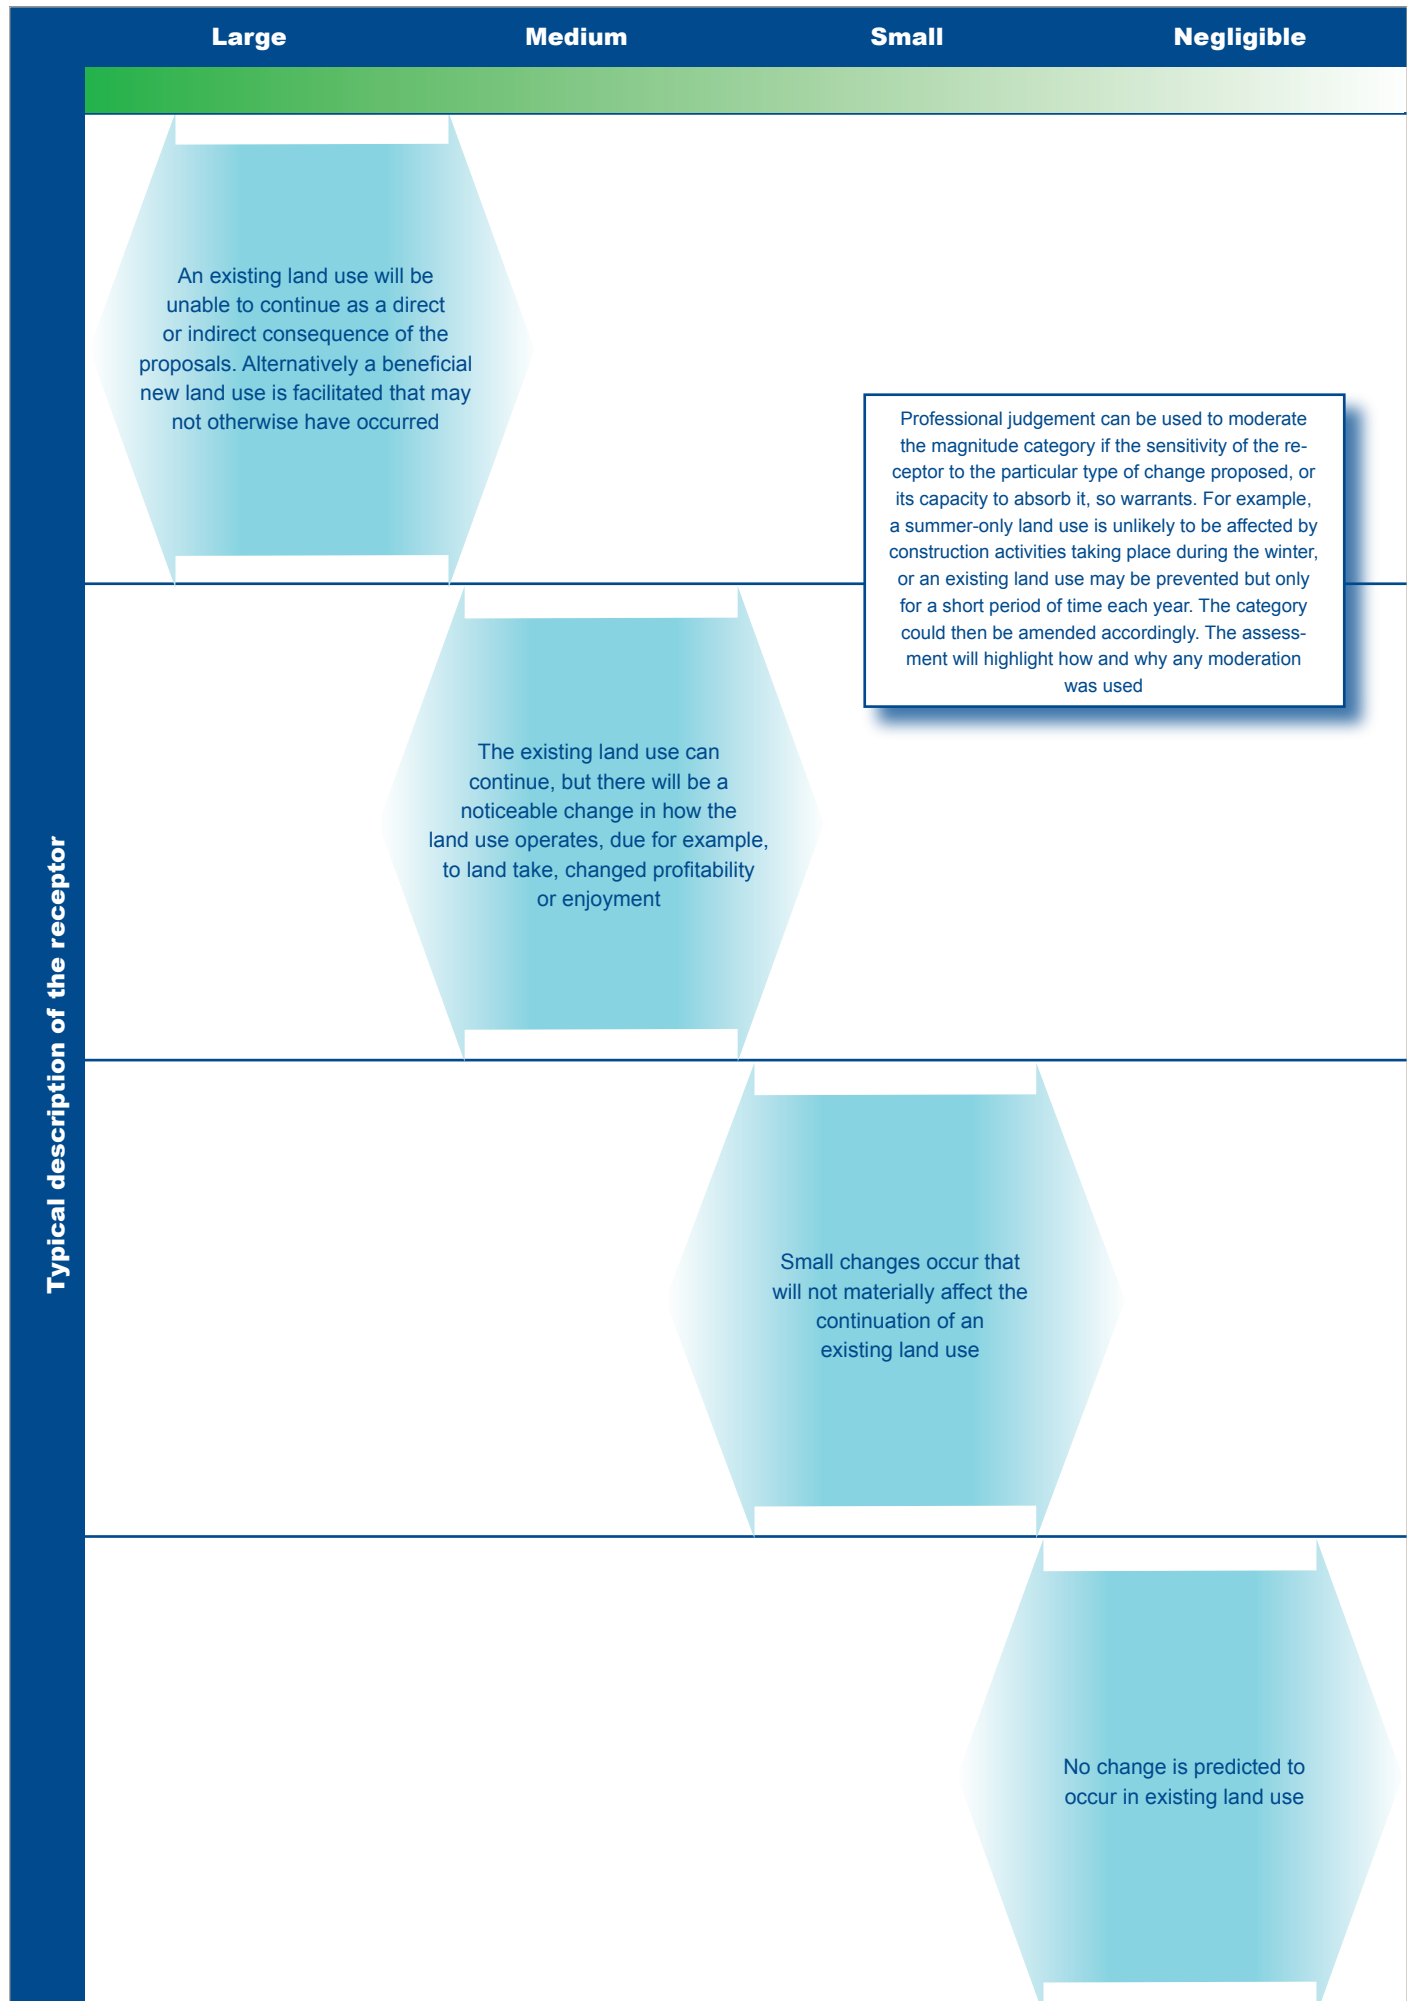 Large Medium Small Negligible
Typical description of the receptor
An existing land use will be
unable to continue as a direct
or indirect consequence of the
proposals. Alternatively a beneficial
new land use is facilitated that may
not otherwise have occurred
Professional judgement can be used to moderate
the magnitude category if the sensitivity of the re-
ceptor to the particular type of change proposed, or
its capacity to absorb it, so warrants. For example,
a summer-only land use is unlikely to be affected by
construction activities taking place during the winter,
or an existing land use may be prevented but only
for a short period of time each year. The category
could then be amended accordingly. The assess-
ment will highlight how and why any moderation
was used
The existing land use can
continue, but there will be a
noticeable change in how the
land use operates, due for example,
to land take, changed profitability
or enjoyment
Small changes occur that
will not materially affect the
continuation of an
existing land use
No change is predicted to
occur in existing land use